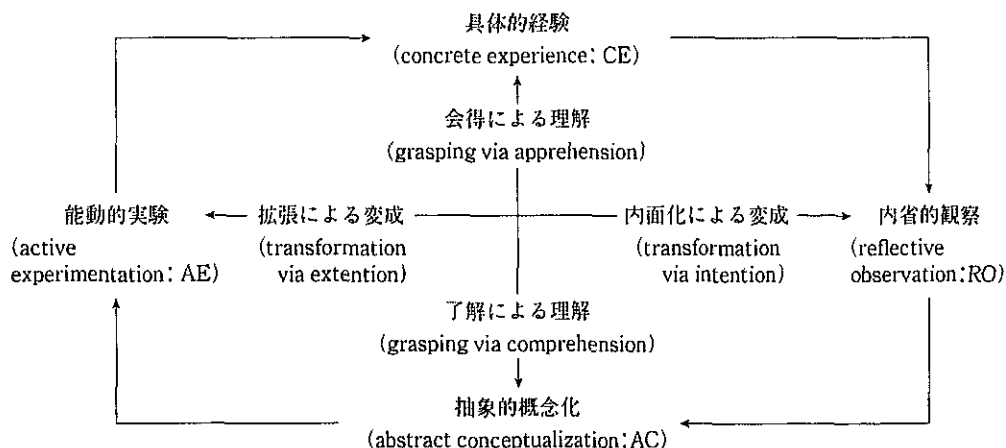 具体的経験
(concrete experience: CE)
会得による理解
(grasping via apprehension)
能動的実験
(active
experimentation: AE)
拡張による変成
(transformation
via extention)
内面化による変成
(transformation
via intention)
内省的観察
(reflective
observation:RO)
了解による理解
(grasping via comprehension)
抽象的概念化
(abstract conceptualization:AC)